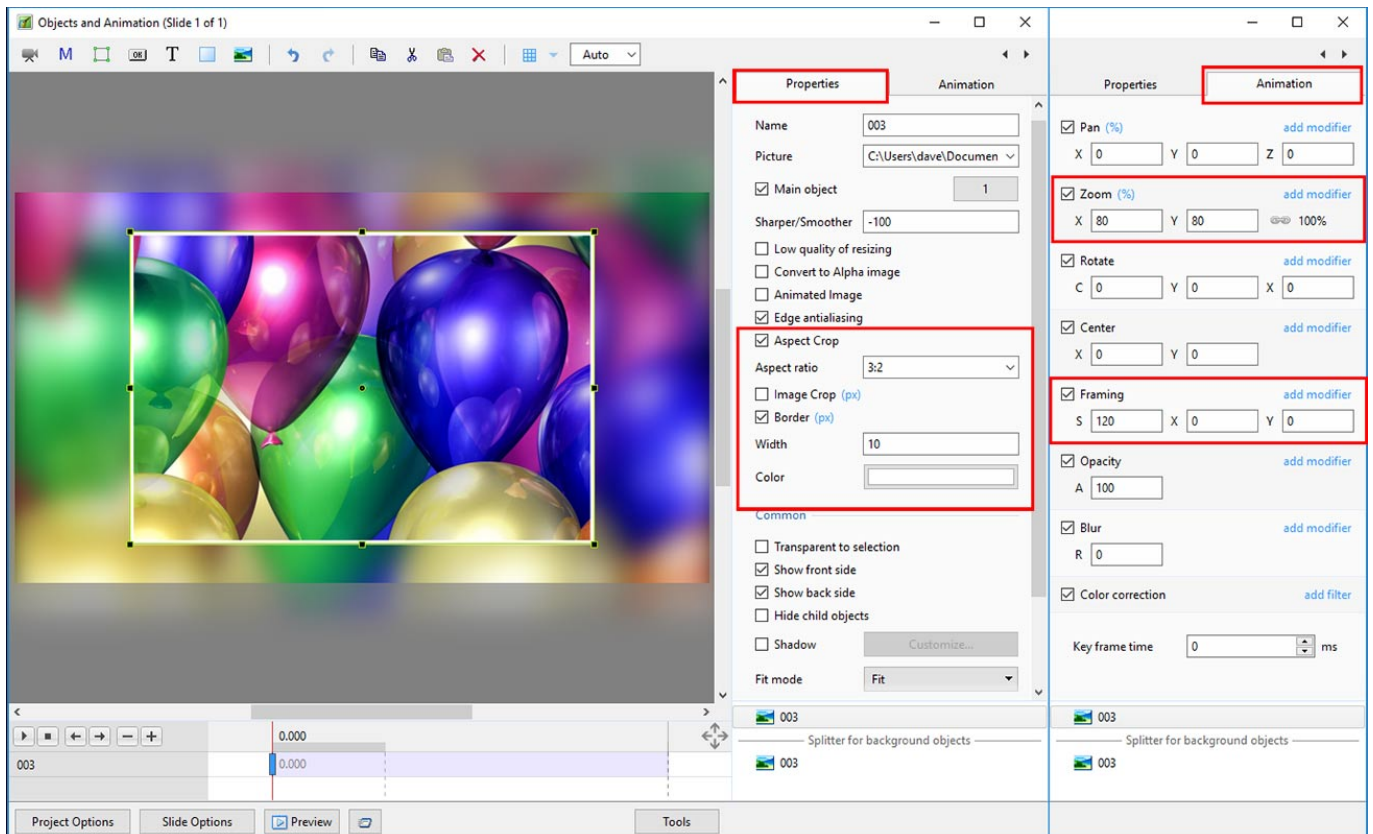 Objects and Animation (Slide 1 of 1)
M OK T Auto
Properties Animation
Name 003
Picture C:\Users\dave\Documen
Main object 1
Sharper/Smoother -100
Low quality of resizing
Convert to Alpha image
Animated Image
Edge antialiasing
Aspect Crop
Aspect ratio 3:2
Image Crop (px)
Border (px)
Width 10
Color
Common
Transparent to selection
Show front side
Show back side
Hide child objects
Shadow Customize...
Fit mode Fit
003
Splitter for background objects
003
Properties Animation
Pan (%) add modifier
X 0 Y 0 Z 0
Zoom (%) add modifier
X 80 Y 80 100%
Rotate add modifier
C 0 Y 0 X 0
Center add modifier
X 0 Y 0
Framing add modifier
S 120 X 0 Y 0
Opacity add modifier
A 100
Blur add modifier
R 0
Color correction add filter
Key frame time 0 ms
003
Splitter for background objects
003
0.000
003 0.000
Project Options Slide Options Preview Tools